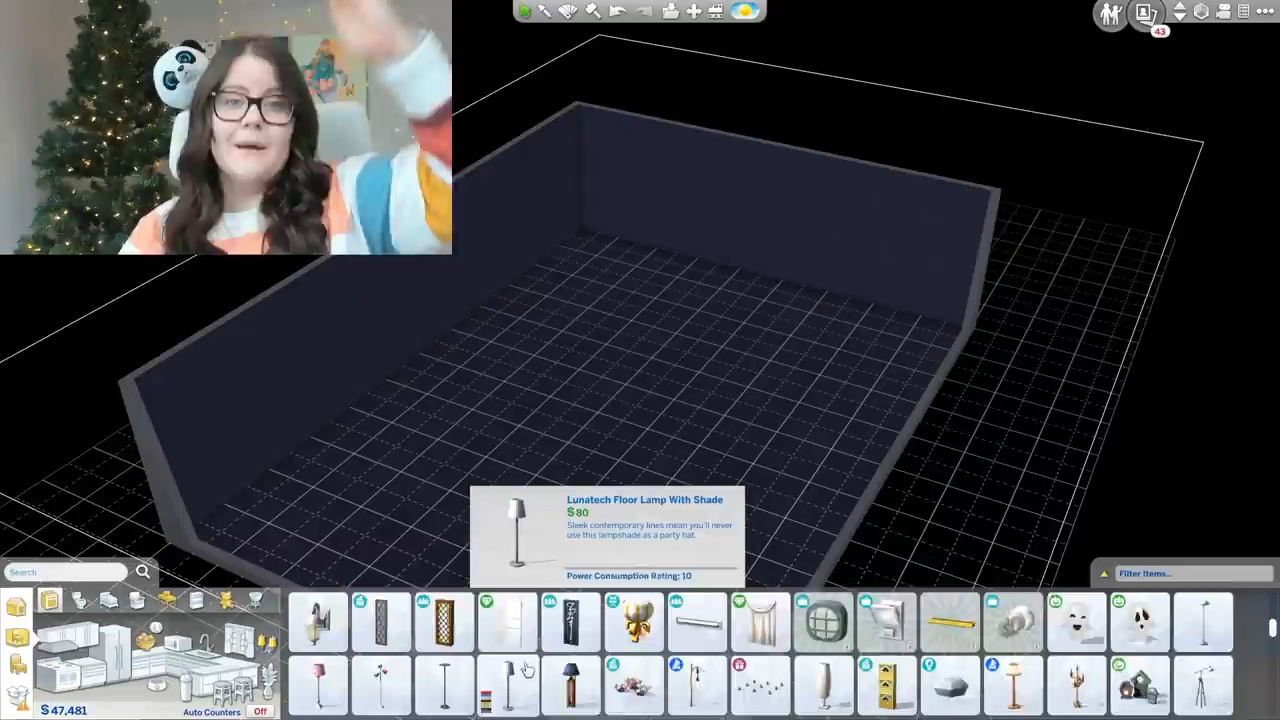 43
Lunatech Floor Lamp With Shade
§80
Sleek contemporary lines mean you'll never
use this lampshade as a party hat.
Power Consumption Rating: 10
Search
Filter Items...
§47,481
Auto Counters
Off